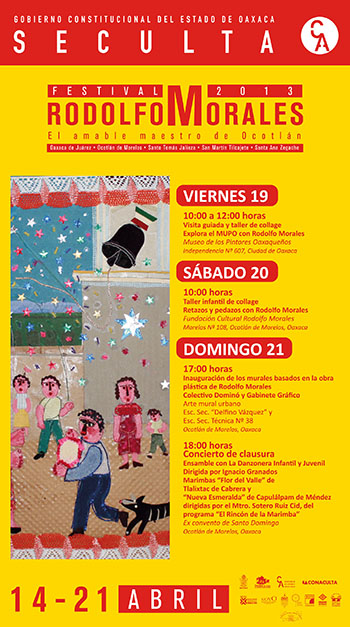 GOBIERNO CONSTITUCIONAL DEL ESTADO DE OAXACA
SECULTA
CA
FESTIVAL 2013
RODOLFO MORALES
El amable maestro de Ocotlán
Oaxaca de Juárez • Ocotlán de Morelos • Santo Tomás Jalieza • San Martín Tilcajete • Santa Ana Zegache
VIERNES 19
10:00 a 12:00 horas
Visita guiada y taller de collage
Explora el MUPO con Rodolfo Morales
Museo de los Pintores Oaxaqueños
Independencia Nº 607, Ciudad de Oaxaca
SÁBADO 20
10:00 horas
Taller infantil de collage
Retazos y pedazos con Rodolfo Morales
Fundación Cultural Rodolfo Morales
Morelos Nº 108, Ocotlán de Morelos, Oaxaca
DOMINGO 21
17:00 horas
Inauguración de los murales basados en la obra
plástica de Rodolfo Morales
Colectivo Dominó y Gabinete Gráfico
Arte mural urbano
Esc. Sec. "Delfino Vázquez" y
Esc. Sec. Técnica Nº 38
Ocotlán de Morelos, Oaxaca
18:00 horas
Concierto de clausura
Ensamble con La Danzonera Infantil y Juvenil
Dirigida por Ignacio Granados
Marimbas "Flor del Valle" de
Tlalixtac de Cabrera y
"Nueva Esmeralda" de Capulálpam de Méndez
dirigidas por el Mtro. Sotero Ruiz Cid, del
programa "El Rincón de la Marimba"
Ex convento de Santo Domingo
Ocotlán de Morelos, Oaxaca
CONACULTA
14-21 ABRIL